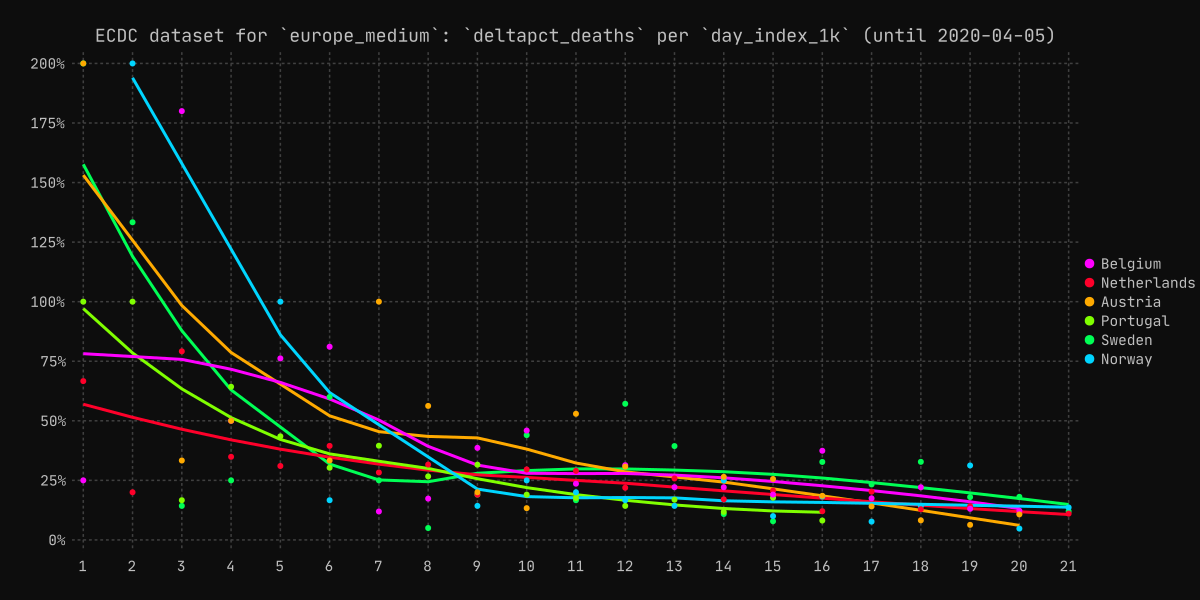 ECDC dataset for `europe_medium`: `deltapct_deaths` per `day_index_1k` (until 2020-04-05)
200%
175%
150%
125%
100%
75%
50%
25%
0%
1 2 3 4 5 6 7 8 9 10 11 12 13 14 15 16 17 18 19 20 21
Belgium
Netherlands
Austria
Portugal
Sweden
Norway